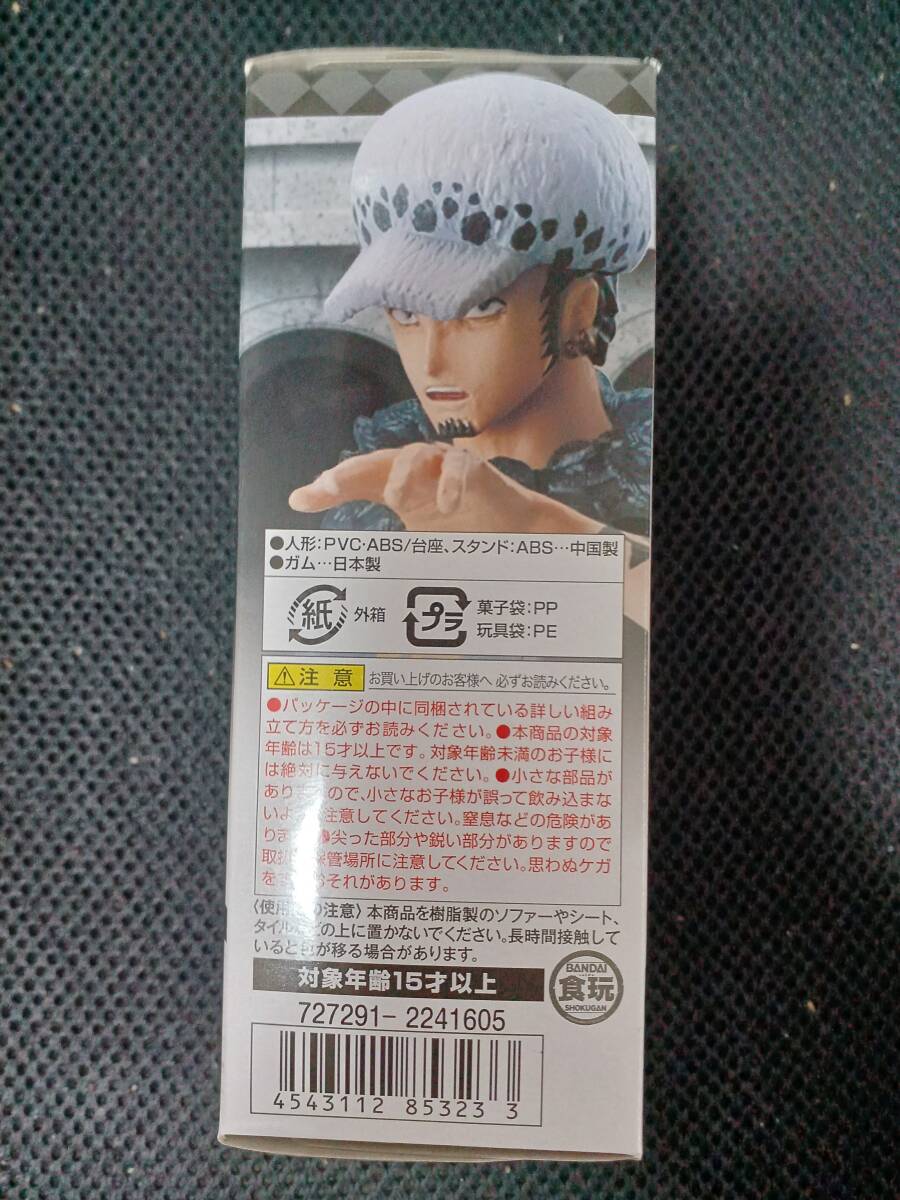 ●人形:PVC・ABS/台座、スタンド:ABS…中国製
●ガム…日本製
紙 外箱 プラ 菓子袋:PP
玩具袋:PE
⚠注意 お買い上げのお客様へ 必ずお読みください。
●パッケージの中に同梱されている詳しい組み
立て方を必ずお読みください。●本商品の対象
年齢は15才以上です。対象年齢未満のお子様に
は絶対に与えないでください。●小さな部品が
あり ので、小さなお子様が誤って飲み込まな
いよ 注意してください。窒息などの危険があ
りま ●尖った部分や鋭い部分がありますので
取扱 保管場所に注意してください。思わぬケガ
を おそれがあります。
〈使用 の注意〉本商品を樹脂製のソファーやシート、
タイル どの上に置かないでください。長時間接触して
いると色が移る場合があります。
対象年齢15才以上
BANDAI
食玩
SHOKUGAN
727291-2241605
4543112 85323 3